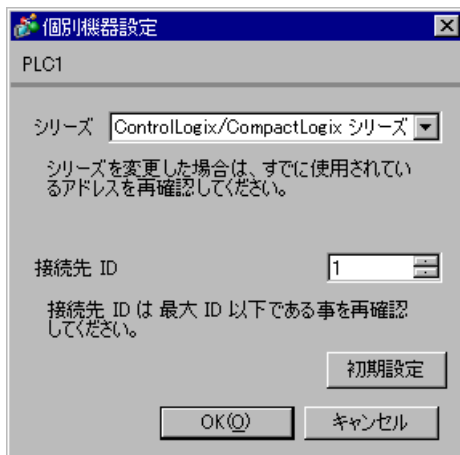 個別機器設定
PLC1
シリーズ ControlLogix/CompactLogix シリーズ
シリーズを変更した場合は、すでに使用されてい
るアドレスを再確認してください。
接続先 ID 1
接続先 ID は 最大 ID 以下である事を再確認
してください。
初期設定
OK(O) キャンセル